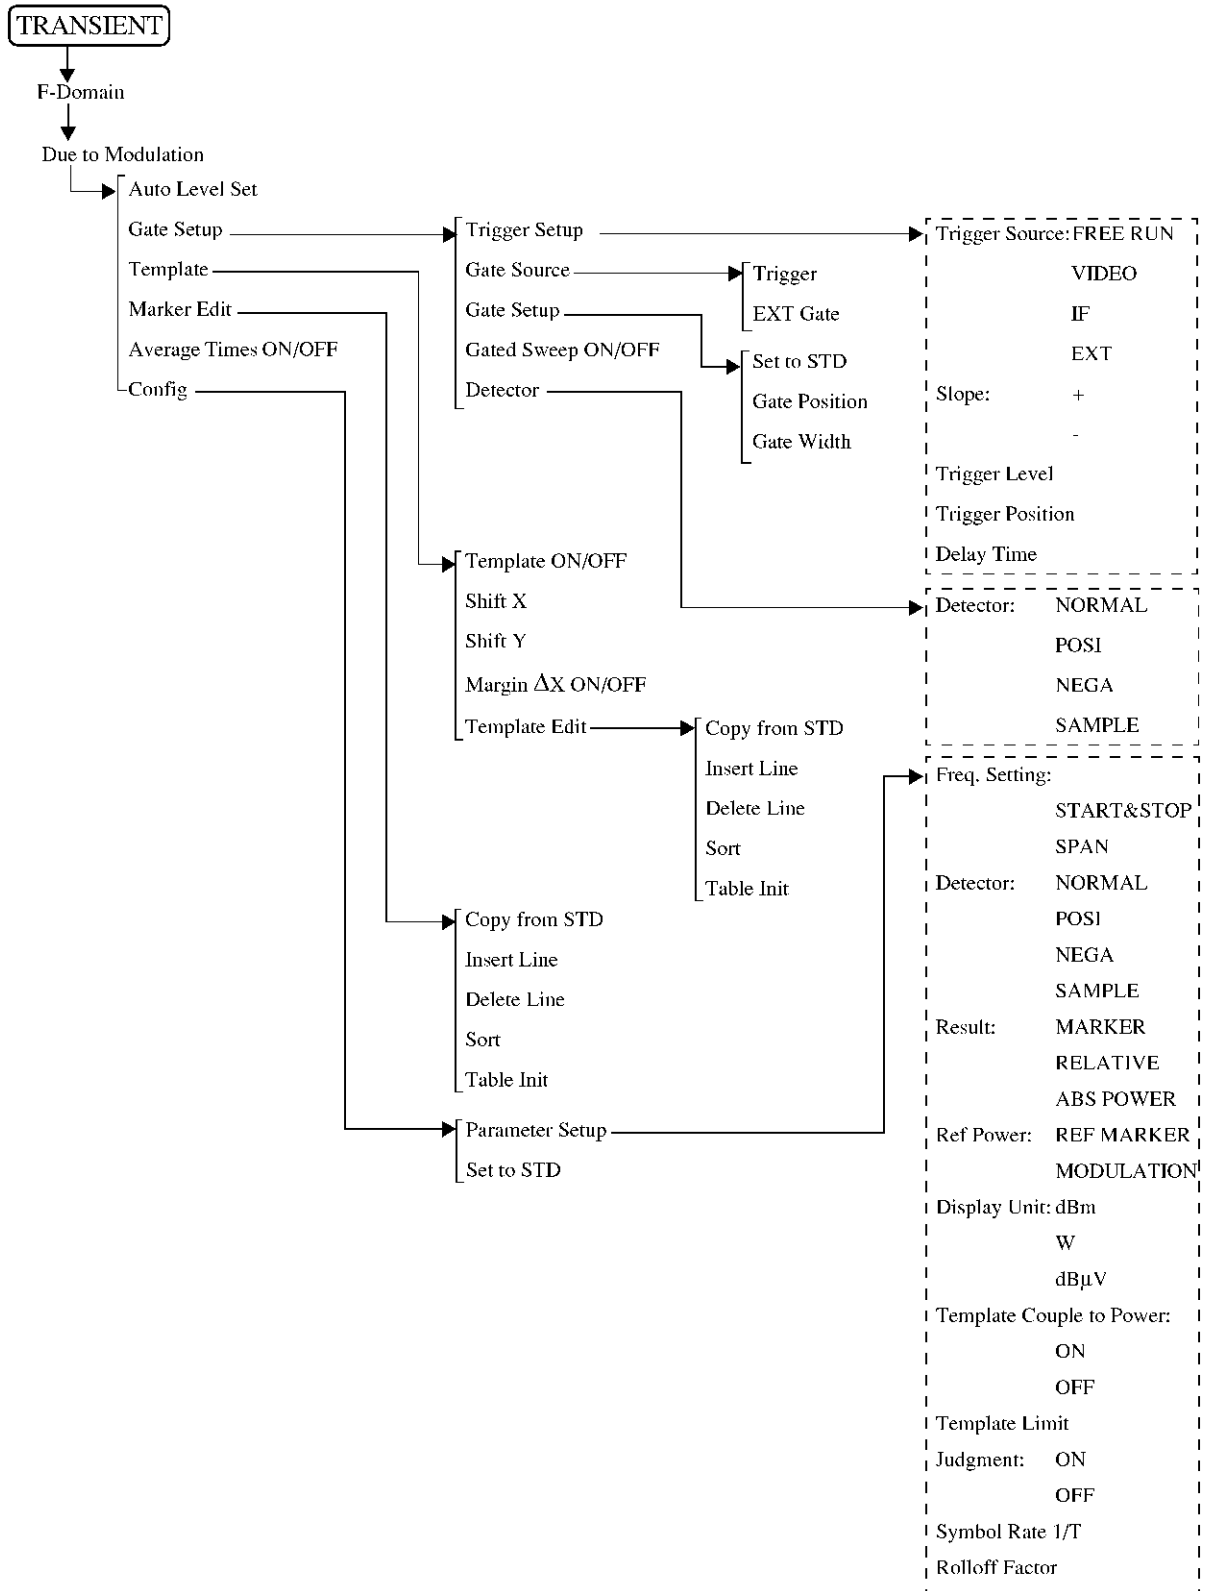 TRANSIENT
F-Domain
Due to Modulation
Auto Level Set
Gate Setup
Template
Marker Edit
Average Times ON/OFF
Config
Trigger Setup
Gate Source
Gate Setup
Gated Sweep ON/OFF
Detector
Trigger
EXT Gate
Set to STD
Gate Position
Gate Width
Template ON/OFF
Shift X
Shift Y
Margin ΔX ON/OFF
Template Edit
Copy from STD
Insert Line
Delete Line
Sort
Table Init
Copy from STD
Insert Line
Delete Line
Sort
Table Init
Parameter Setup
Set to STD
Trigger Source: FREE RUN
VIDEO
IF
EXT
Slope: +
-
Trigger Level
Trigger Position
Delay Time
Detector: NORMAL
POSI
NEGA
SAMPLE
Freq. Setting:
START&STOP
SPAN
Detector: NORMAL
POSI
NEGA
SAMPLE
Result: MARKER
RELATIVE
ABS POWER
Ref Power: REF MARKER
MODULATION
Display Unit: dBm
W
dBμV
Template Couple to Power:
ON
OFF
Template Limit
Judgment: ON
OFF
Symbol Rate 1/T
Rolloff Factor